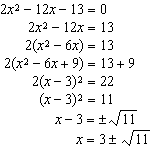 2x² − 12x − 13 = 0
2x² − 12x = 13
2(x² − 6x) = 13
2(x² − 6x + 9) = 13 + 9
2(x − 3)² = 22
(x − 3)² = 11
x − 3 = ±√11
x = 3 ± √11